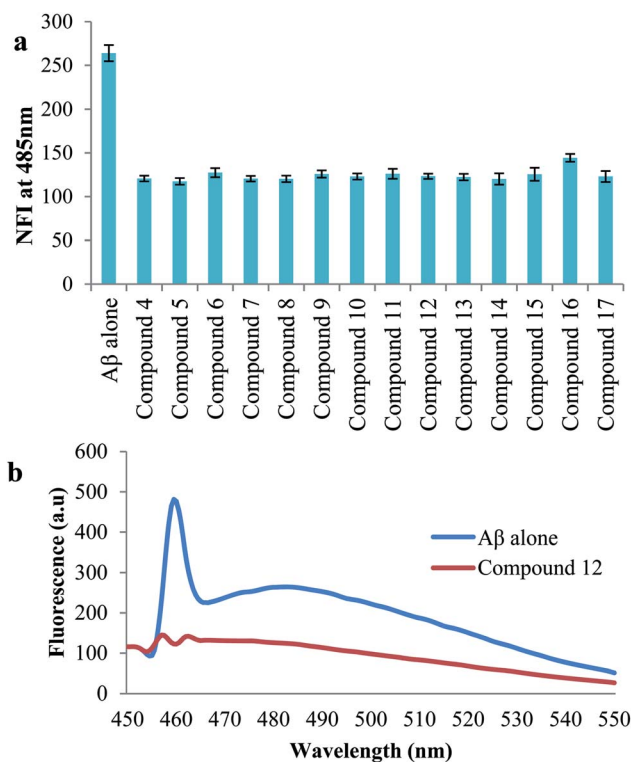 a
NFI at 485nm
300
250
200
150
100
50
0
Aβ alone
Compound 4
Compound 5
Compound 6
Compound 7
Compound 8
Compound 9
Compound 10
Compound 11
Compound 12
Compound 13
Compound 14
Compound 15
Compound 16
Compound 17
b
Fluorescence (a.u)
600
500
400
300
200
100
0
Aβ alone
Compound 12
450 460 470 480 490 500 510 520 530 540 550
Wavelength (nm)